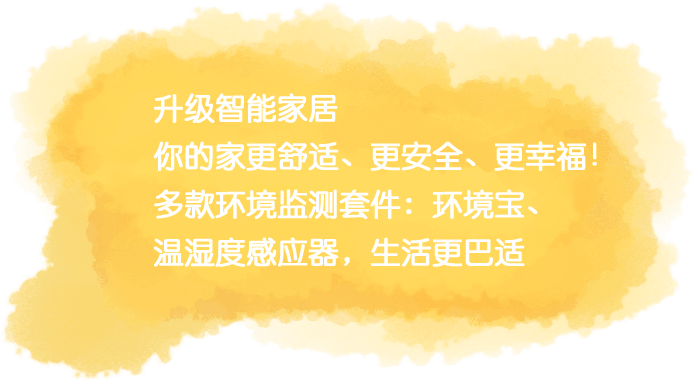 升级智能家居
你的家更舒适、更安全、更幸福！
多款环境监测套件：环境宝、
温湿度感应器，生活更巴适